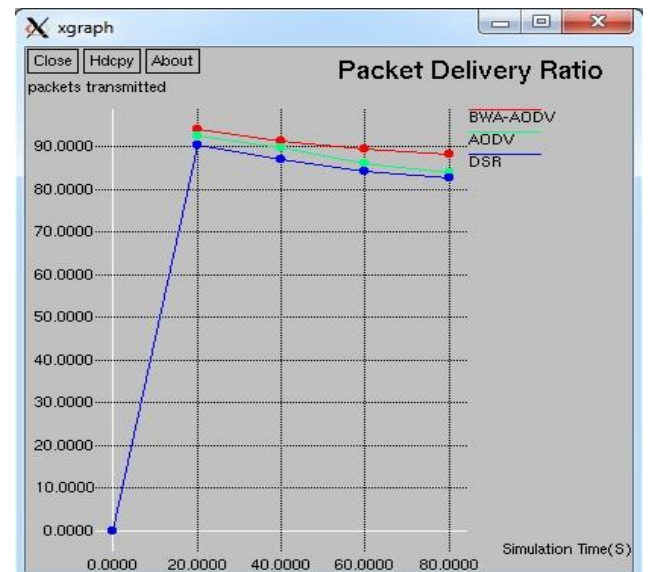 xgraph
Close Hdcpy About
Packet Delivery Ratio
packets transmitted
BWA-AODV
AODV
DSR
90.0000
80.0000
70.0000
60.0000
50.0000
40.0000
30.0000
20.0000
10.0000
0.0000
Simulation Time(S)
0.0000 20.0000 40.0000 60.0000 80.0000